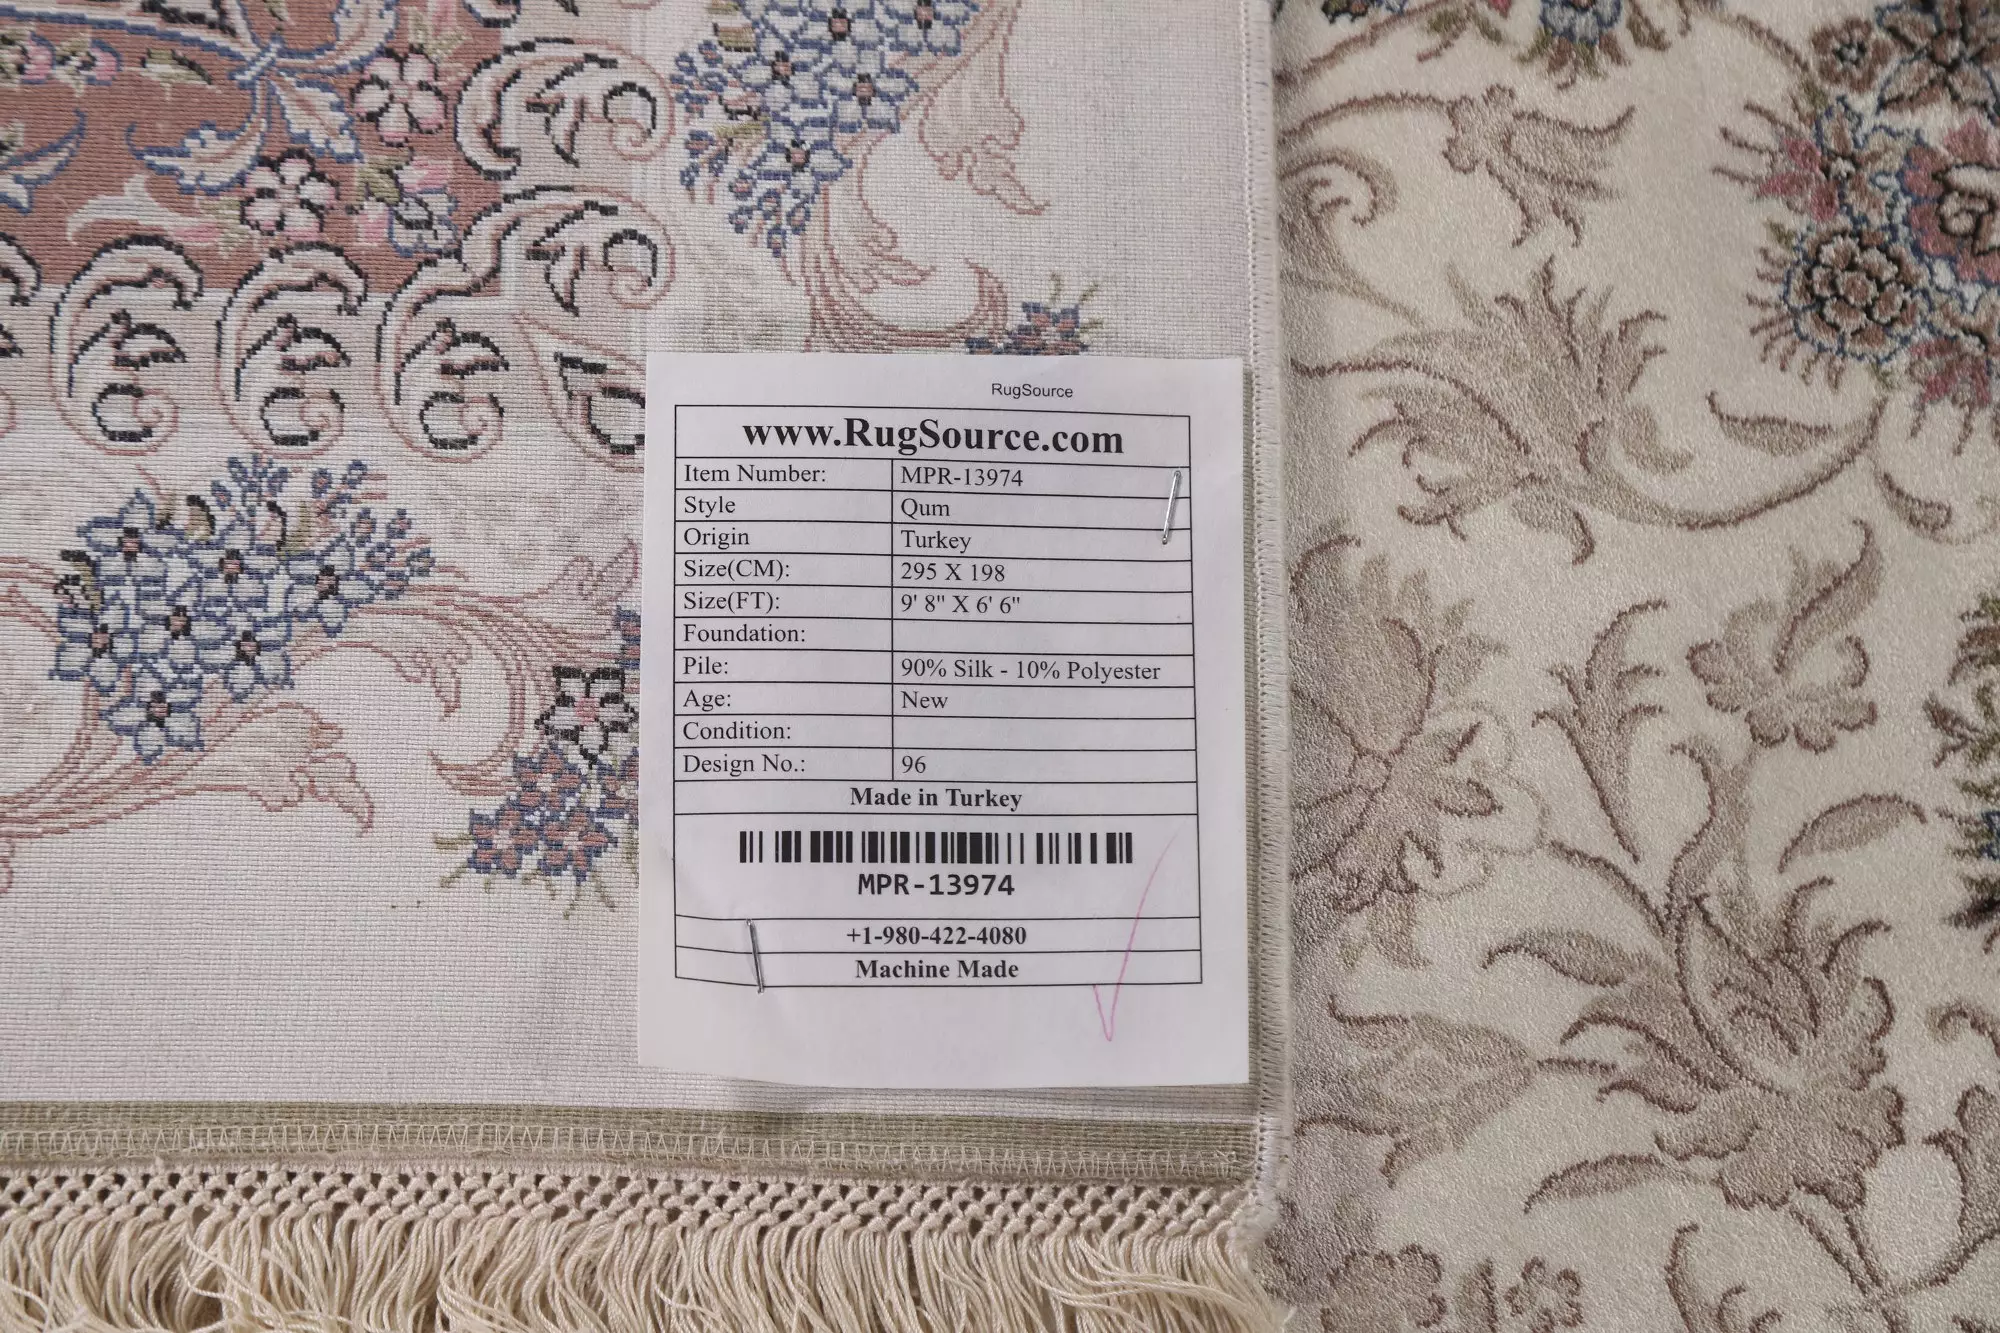 RugSource
www.RugSource.com
Item Number: MPR-13974
Style Qum
Origin Turkey
Size(CM): 295 X 198
Size(FT): 9' 8" X 6' 6"
Foundation:
Pile: 90% Silk - 10% Polyester
Age: New
Condition:
Design No.: 96
Made in Turkey
MPR-13974
+1-980-422-4080
Machine Made